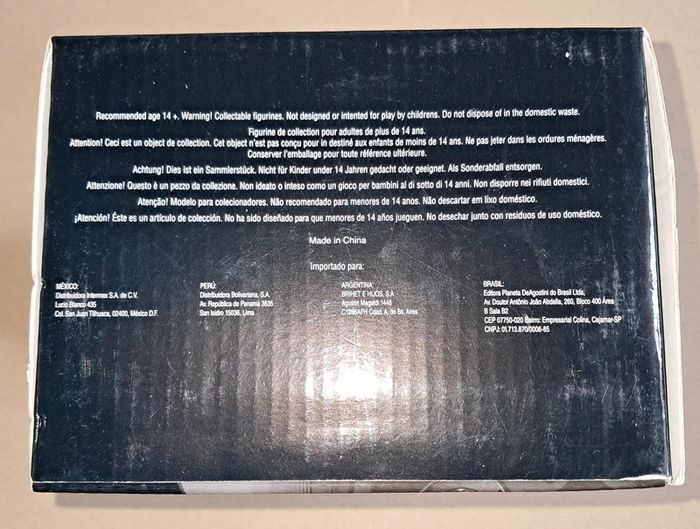 Recommended age 14 +. Warning! Collectable figurines. Not designed or intented for play by childrens. Do not dispose of in the domestic waste.
Figurine de collection pour adultes de plus de 14 ans.
Attention! Ceci est un object de collection. Cet object n'est pas conçu pour in destiné aux enfants de moins de 14 ans. Ne pas jeter dans les ordures ménagères.
Conserver l'emballage pour toute référence ultérieure.
Achtung! Dies ist ein Sammlerstück. Nicht für Kinder under 14 Jahren gedacht oder geeignet. Als Sonderabfall entsorgen.
Attenzione! Questo è un pezzo da collezione. Non ideato o inteso come un gioco per bambini al di sotto di 14 anni. Non disporre nei rifiuti domestici.
Atenção! Modelo para colecionadores. Não recomendado para menores de 14 anos. Não descartar em lixo doméstico.
¡Atención! Éste es un artículo de colección. No ha sido diseñado para que menores de 14 años jueguen. No desechar junto con residuos de uso doméstico.
Made in China
Importado para:
MÉXICO:
Distribuidora Intermex S.A. de C.V.
Lucio Blanco 435
Col. San Juan Tlihuaca, 02400, México D.F.
PERÚ:
Distribuidora Bolivariana, S.A.
Av. República de Panamá 3635
San Isidro 15036, Lima
ARGENTINA:
BRIHET E HIJOS, S.A
Agustín Magaldi 1448
C1286AFH Cdad. A. de Bs. Aires
BRASIL:
Editora Planeta DeAgostini do Brasil Ltda,
Av. Doutor Antônio João Abdalla, 260, Bloco 400 Área
B Sala B2
CEP 07750-020 Bairro: Empresarial Colina, Cajamar-SP
CNPJ: 01.713.870/0006-85